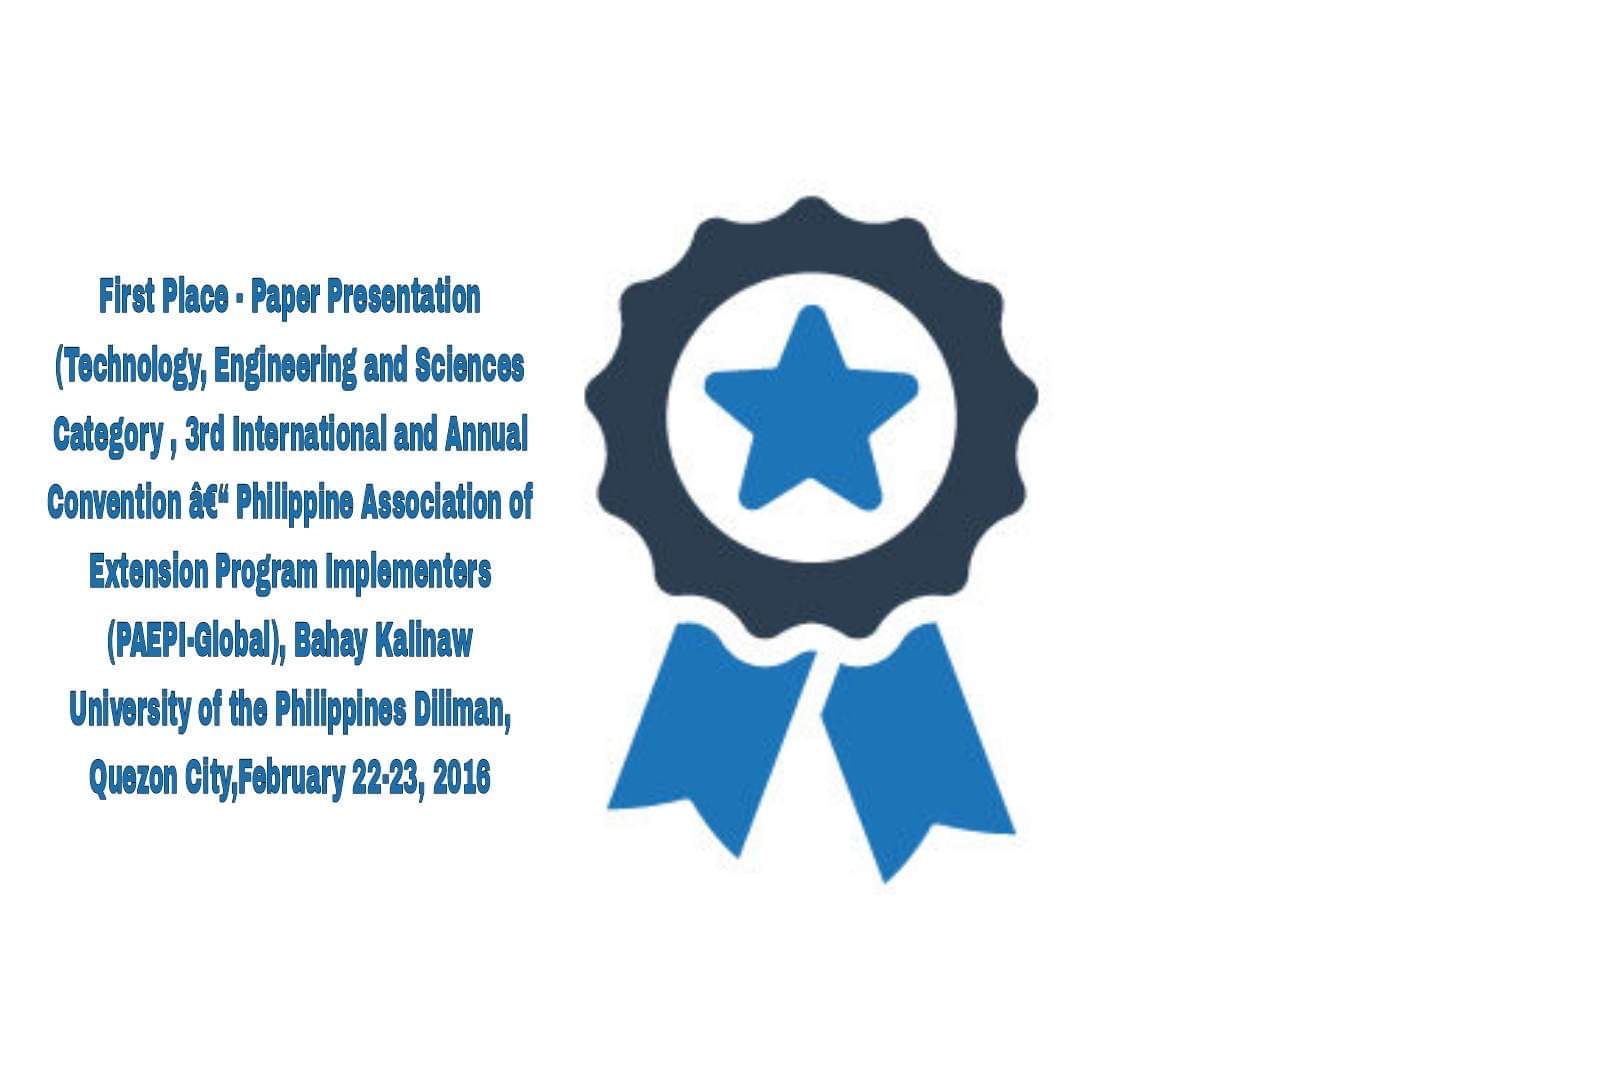 First Place - Paper Presentation
(Technology, Engineering and Sciences
Category , 3rd International and Annual
Convention â€“ Philippine Association of
Extension Program Implementers
(PAEPI-Global), Bahay Kalinaw
University of the Philippines Diliman,
Quezon City,February 22-23, 2016